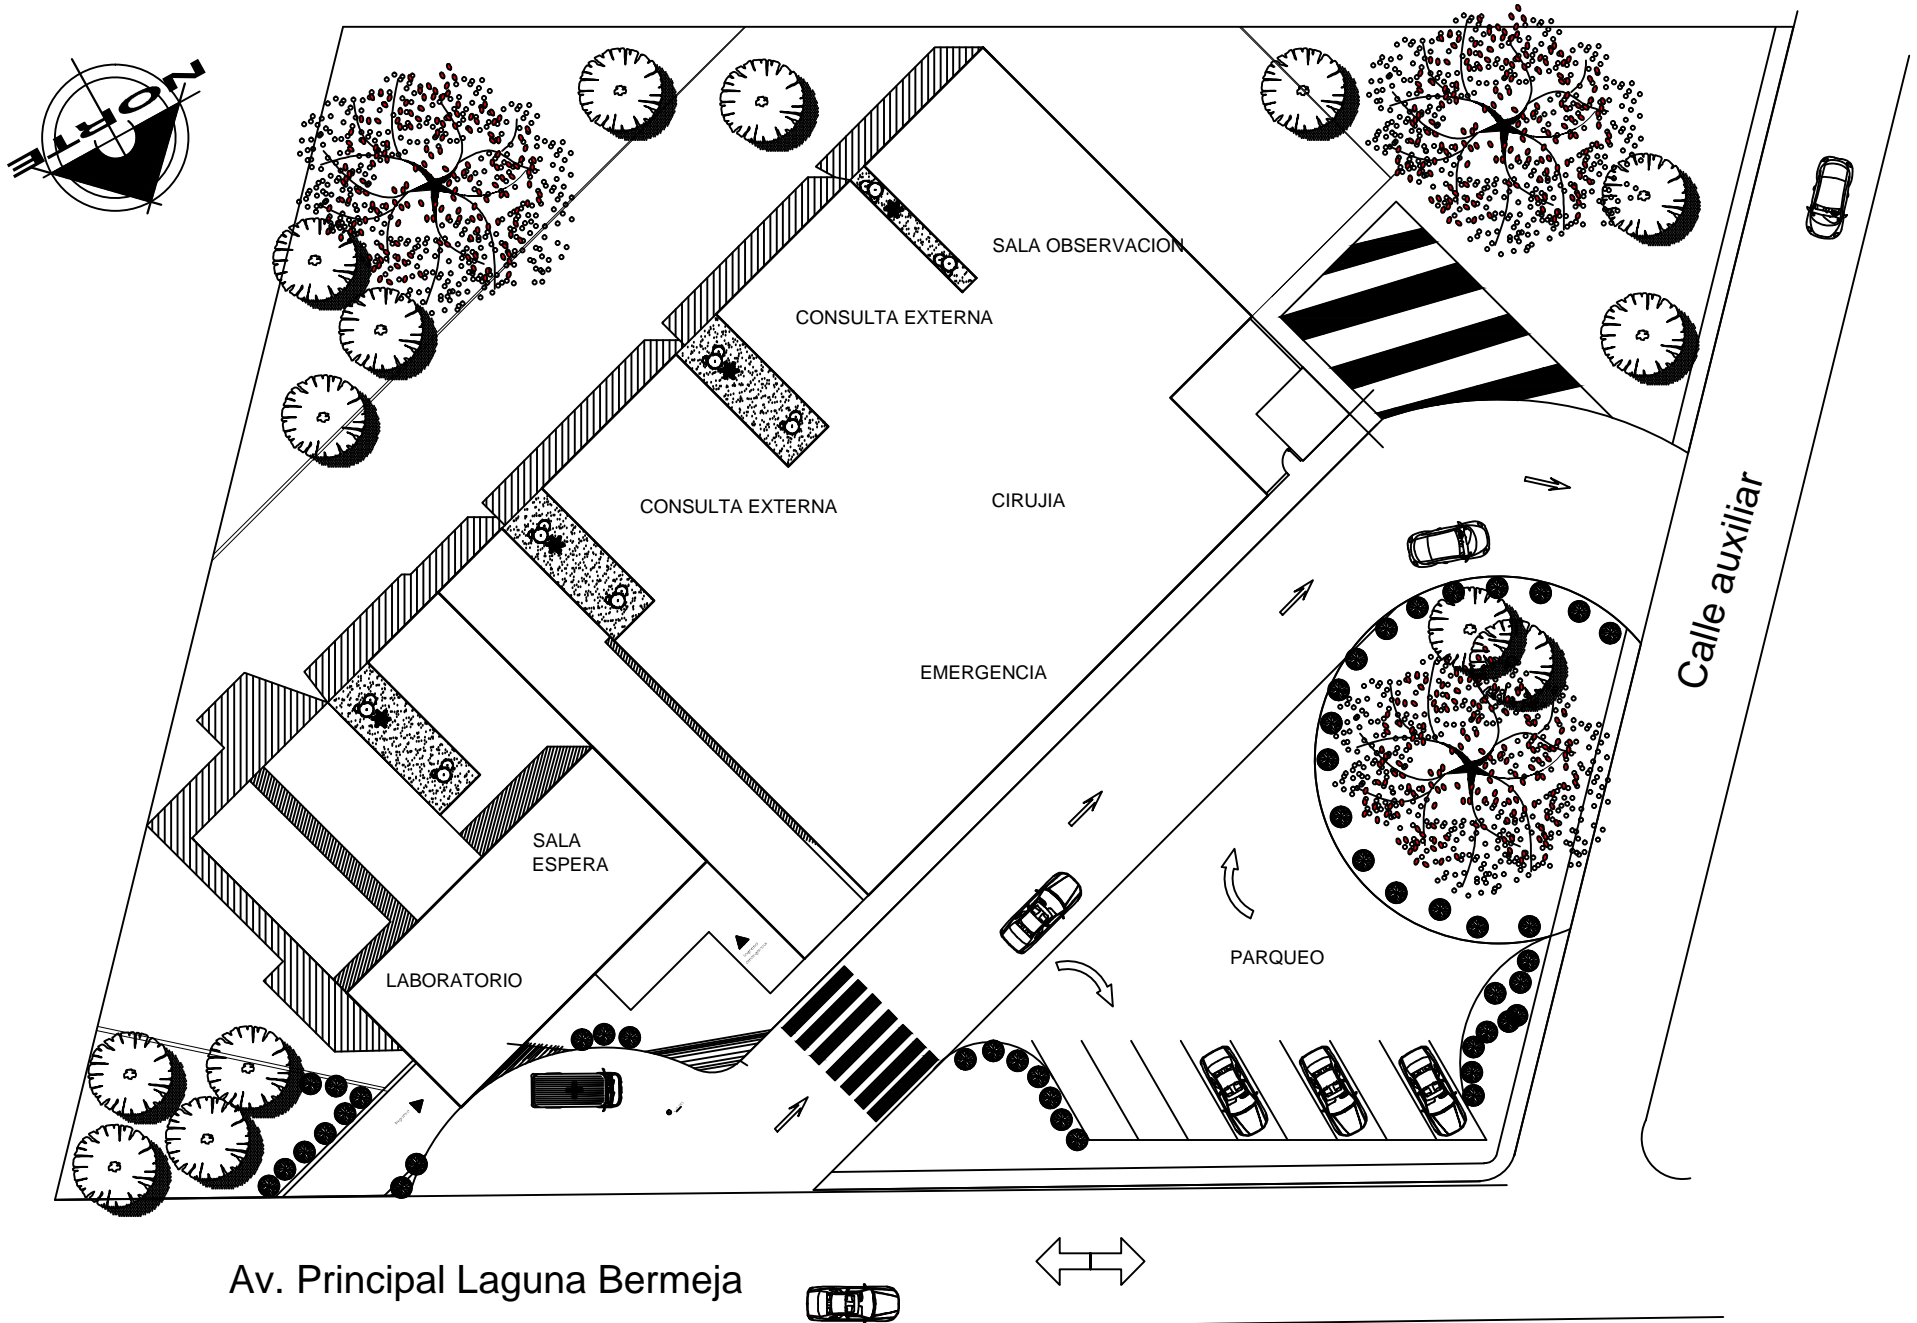 NORTE
SALA OBSERVACION
CONSULTA EXTERNA
CONSULTA EXTERNA
CIRUJIA
EMERGENCIA
SALA
ESPERA
LABORATORIO
PARQUEO
Calle auxiliar
Av. Principal Laguna Bermeja